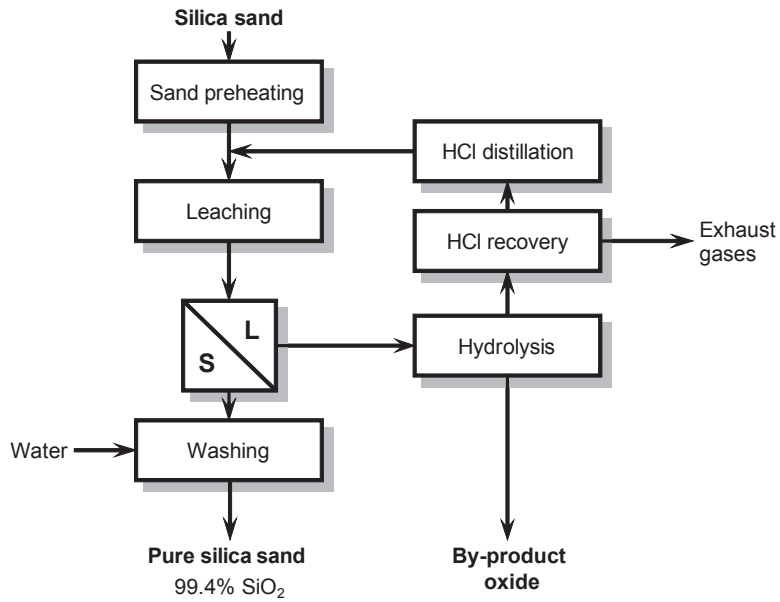 Silica sand
Sand preheating
HCl distillation
Leaching
HCl recovery
Exhaust
gases
L
S
Hydrolysis
Water
Washing
Pure silica sand
99.4% SiO₂
By-product
oxide